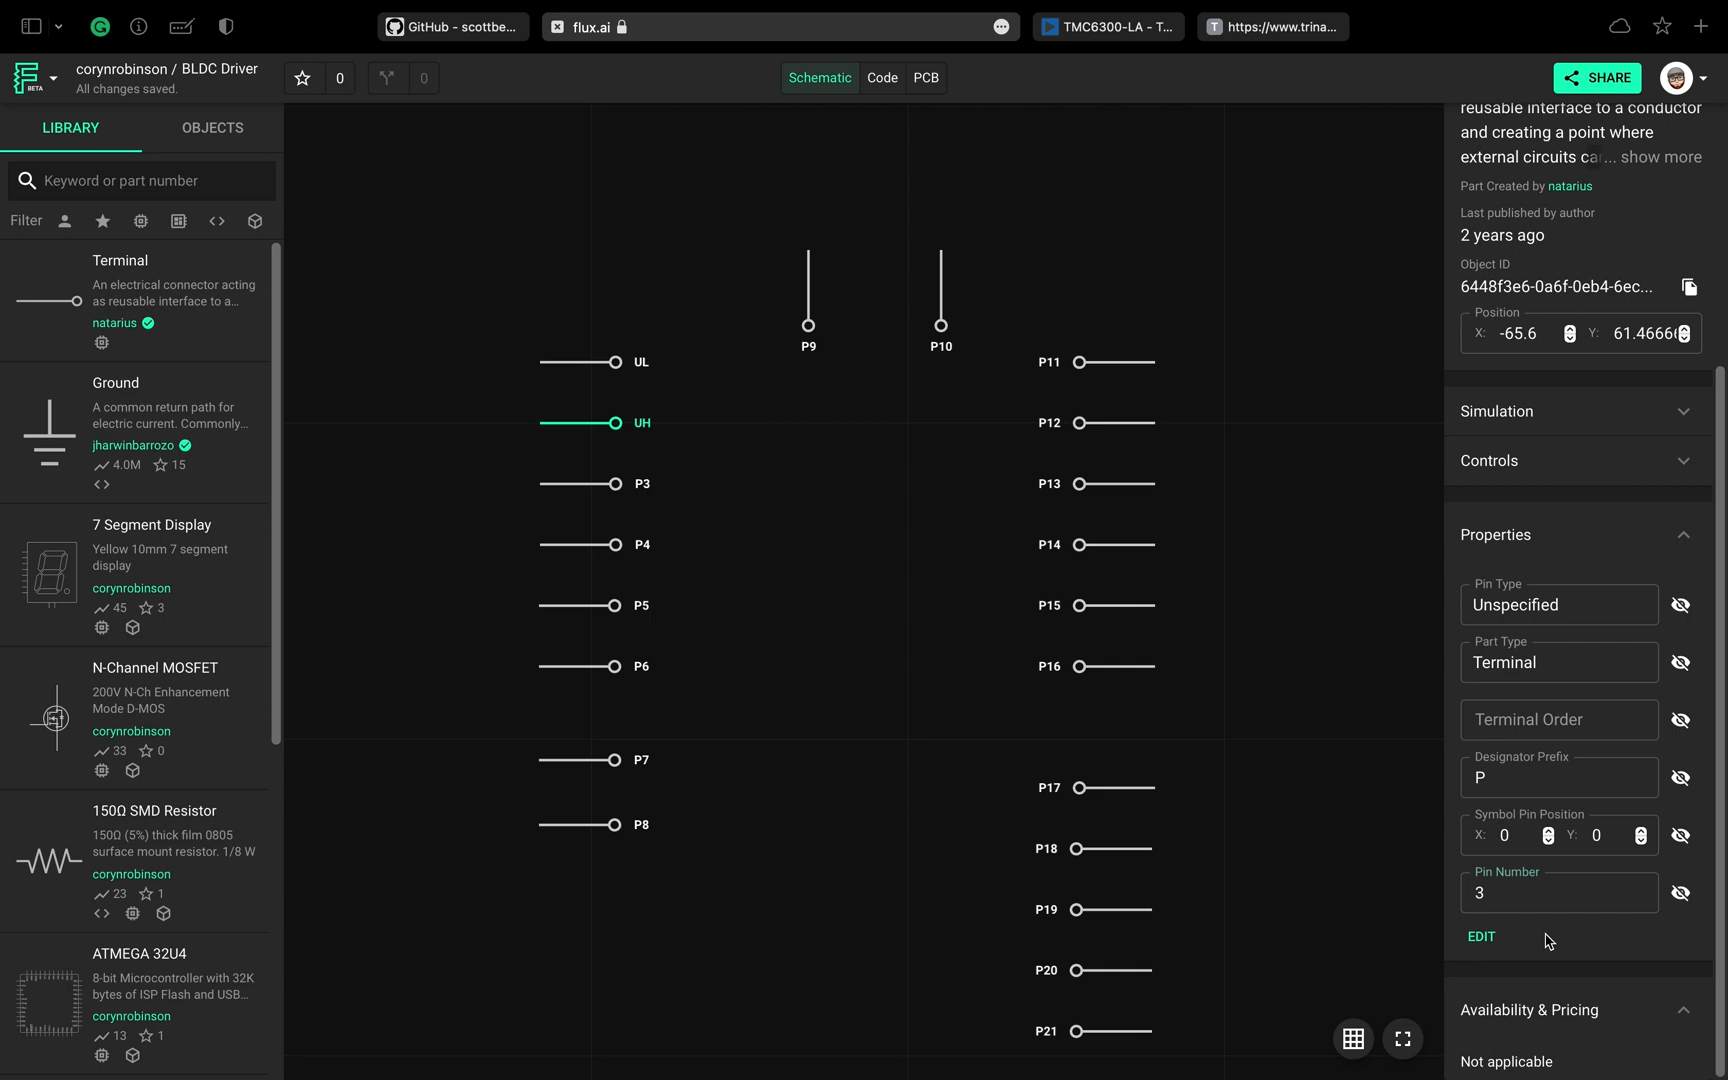 GitHub - scottbe...
flux.ai
TMC6300-LA - T...
T
https://www.trina...
BETA
corynrobinson / BLDC Driver
All changes saved.
0
0
Schematic
Code
PCB
SHARE
LIBRARY
OBJECTS
Keyword or part number
Filter
Terminal
An electrical connector acting
as reusable interface to a...
natarius
Ground
A common return path for
electric current. Commonly...
jharwinbarrozo
4.0M
15
7 Segment Display
Yellow 10mm 7 segment
display
corynrobinson
45
3
N-Channel MOSFET
200V N-Ch Enhancement
Mode D-MOS
corynrobinson
33
0
150Ω SMD Resistor
150Ω (5%) thick film 0805
surface mount resistor. 1/8 W
corynrobinson
23
1
ATMEGA 32U4
8-bit Microcontroller with 32K
bytes of ISP Flash and USB...
corynrobinson
13
1
P9
P10
UL
UH
P3
P4
P5
P6
P7
P8
P11
P12
P13
P14
P15
P16
P17
P18
P19
P20
P21
reusable interface to a conductor
and creating a point where
external circuits ca... show more
Part Created by natarius
Last published by author
2 years ago
Object ID
6448f3e6-0a6f-0eb4-6ec...
Position
X: -65.6 Y: 61.4666
Simulation
Controls
Properties
Pin Type
Unspecified
Part Type
Terminal
Terminal Order
Designator Prefix
P
Symbol Pin Position
X: 0 Y: 0
Pin Number
3
EDIT
Availability & Pricing
Not applicable